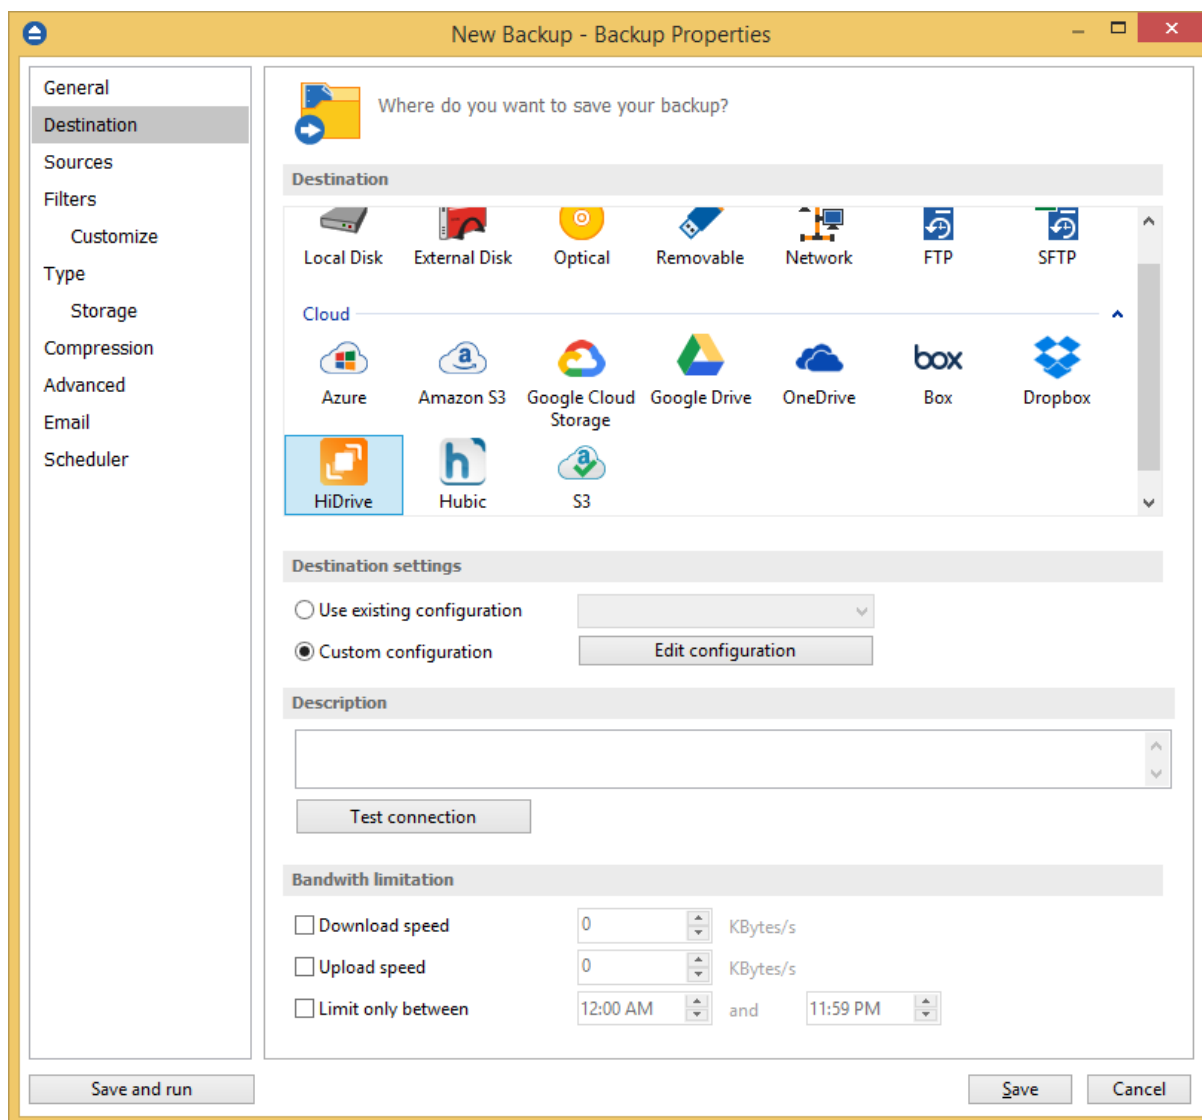 New Backup - Backup Properties
General
Destination
Sources
Filters
Customize
Type
Storage
Compression
Advanced
Email
Scheduler
Where do you want to save your backup?
Destination
Local Disk External Disk Optical Removable Network FTP SFTP
Cloud
a
box
Azure Amazon S3 Google Cloud Google Drive OneDrive Box Dropbox
Storage
h a
HiDrive Hubic S3
Destination settings
Use existing configuration
Custom configuration Edit configuration
Description
Test connection
Bandwith limitation
Download speed 0 KBytes/s
Upload speed 0 KBytes/s
Limit only between 12:00 AM and 11:59 PM
Save and run Save Cancel